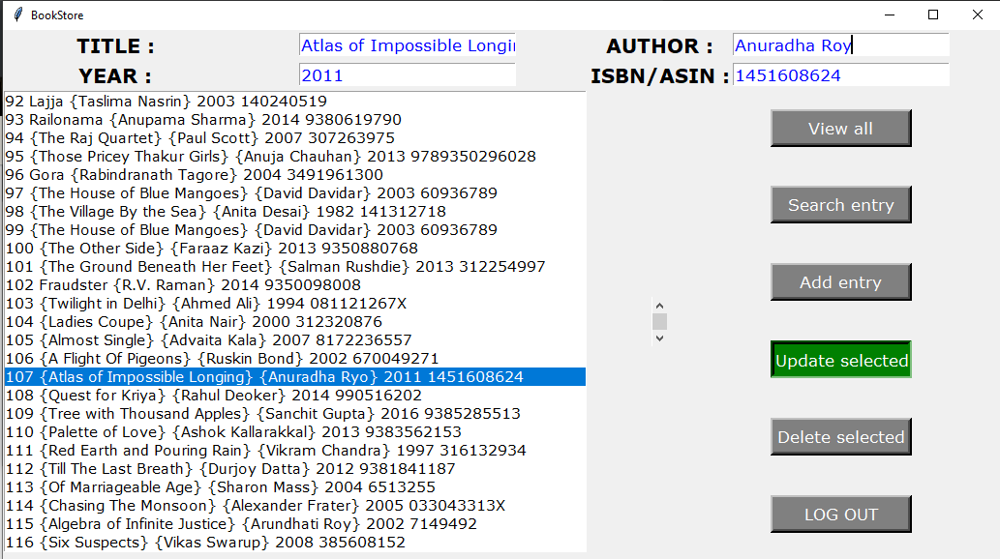 BookStore
TITLE : Atlas of Impossible Longi AUTHOR : Anuradha Roy
YEAR : 2011 ISBN/ASIN : 1451608624
92 Lajja {Taslima Nasrin} 2003 140240519
93 Railonama {Anupama Sharma} 2014 9380619790
94 {The Raj Quartet} {Paul Scott} 2007 307263975
95 {Those Pricey Thakur Girls} {Anuja Chauhan} 2013 9789350296028
96 Gora {Rabindranath Tagore} 2004 3491961300
97 {The House of Blue Mangoes} {David Davidar} 2003 60936789
98 {The Village By the Sea} {Anita Desai} 1982 141312718
99 {The House of Blue Mangoes} {David Davidar} 2003 60936789
100 {The Other Side} {Faraaz Kazi} 2013 9350880768
101 {The Ground Beneath Her Feet} {Salman Rushdie} 2013 312254997
102 Fraudster {R.V. Raman} 2014 9350098008
103 {Twilight in Delhi} {Ahmed Ali} 1994 081121267X
104 {Ladies Coupe} {Anita Nair} 2000 312320876
105 {Almost Single} {Advaita Kala} 2007 8172236557
106 {A Flight Of Pigeons} {Ruskin Bond} 2002 670049271
107 {Atlas of Impossible Longing} {Anuradha Ryo} 2011 1451608624
108 {Quest for Kriya} {Rahul Deoker} 2014 990516202
109 {Tree with Thousand Apples} {Sanchit Gupta} 2016 9385285513
110 {Palette of Love} {Ashok Kallarakkal} 2013 9383562153
111 {Red Earth and Pouring Rain} {Vikram Chandra} 1997 316132934
112 {Till The Last Breath} {Durjoy Datta} 2012 9381841187
113 {Of Marriageable Age} {Sharon Mass} 2004 6513255
114 {Chasing The Monsoon} {Alexander Frater} 2005 033043313X
115 {Algebra of Infinite Justice} {Arundhati Roy} 2002 7149492
116 {Six Suspects} {Vikas Swarup} 2008 385608152
View all
Search entry
Add entry
Update selected
Delete selected
LOG OUT